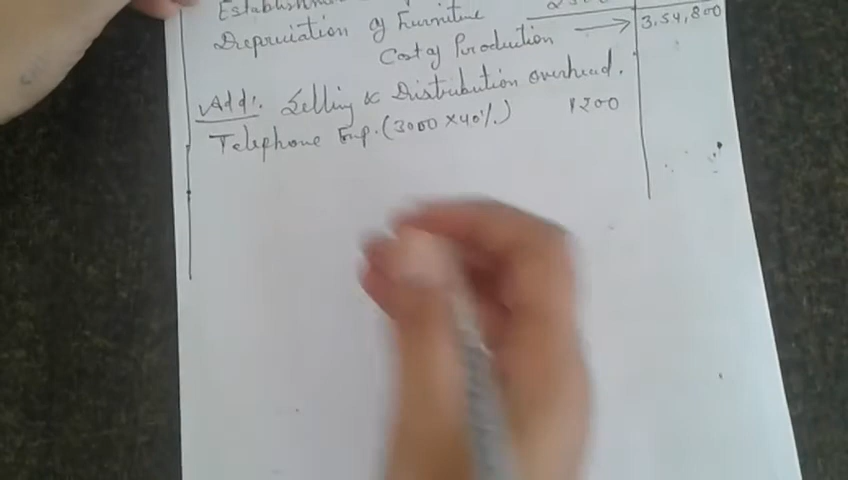 Depreciation of Furniture
Cost of Production → 3,54,800
Add:. Selling & Distribution overhead.
Telephone Exp. (3000 × 40%.) 1200